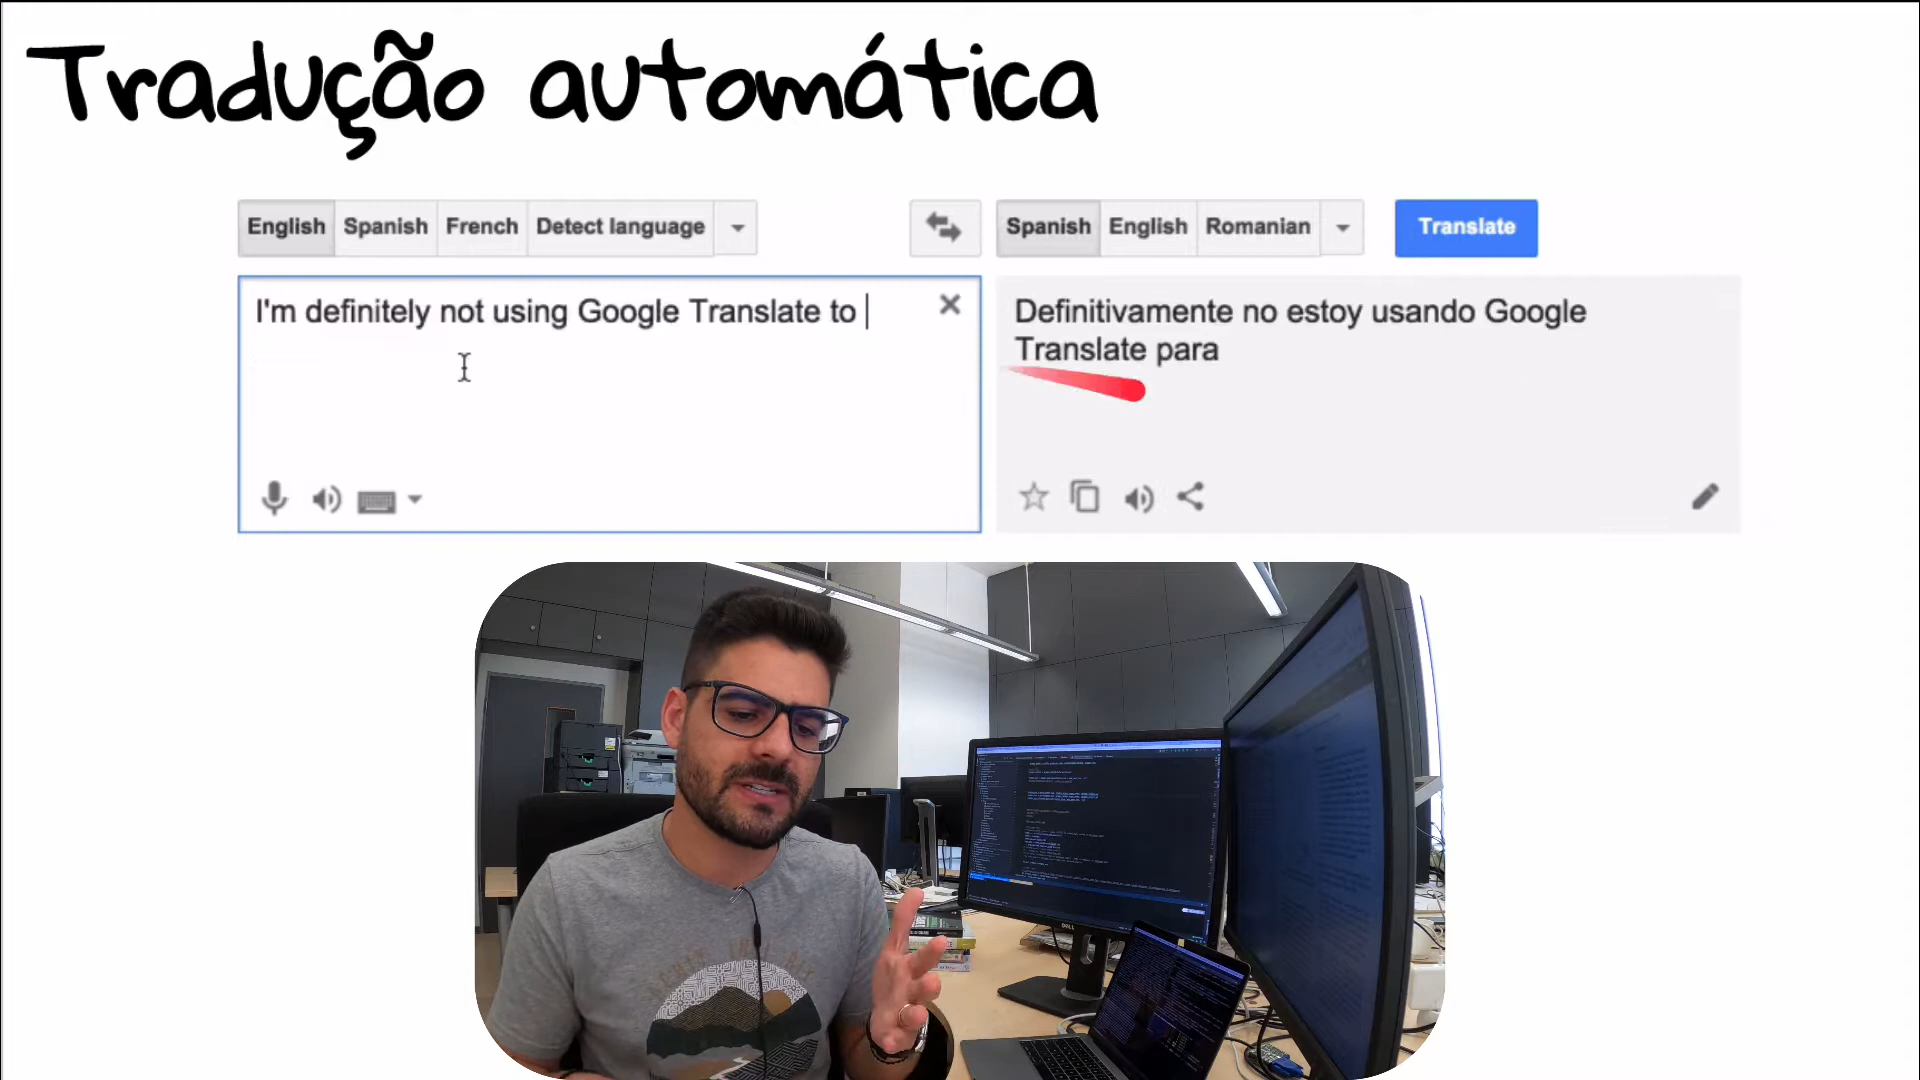 Tradução automática
English Spanish French Detect language
Spanish English Romanian Translate
I'm definitely not using Google Translate to
Definitivamente no estoy usando Google
Translate para
DELL